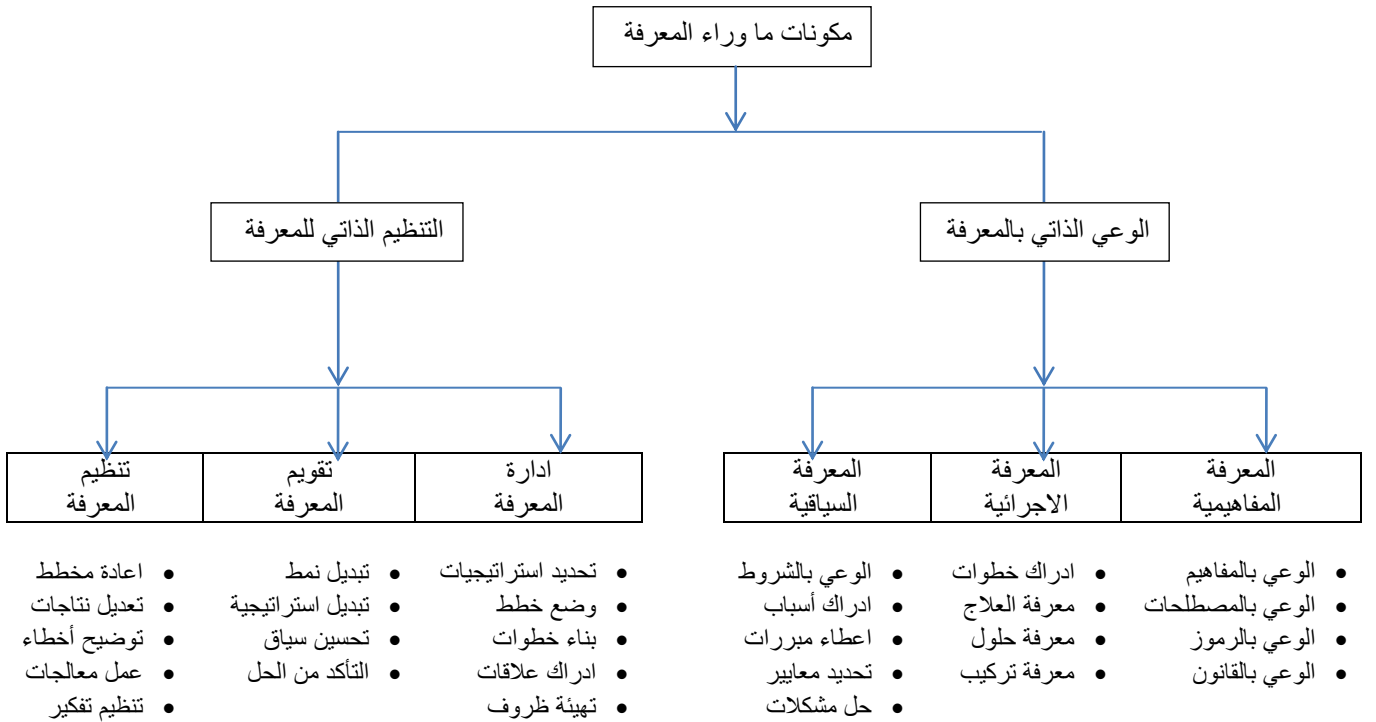 مكونات ما وراء المعرفة
الوعي الذاتي بالمعرفة
التنظيم الذاتي للمعرفة
المعرفة
المفاهيمية
المعرفة
الاجرائية
المعرفة
السياقية
ادارة
المعرفة
تقويم
المعرفة
تنظيم
المعرفة
• الوعي بالمفاهيم
• الوعي بالمصطلحات
• الوعي بالرموز
• الوعي بالقانون
• ادراك خطوات
• معرفة العلاج
• معرفة حلول
• معرفة تركيب
• الوعي بالشروط
• ادراك أسباب
• اعطاء مبررات
• تحديد معايير
• حل مشكلات
• تحديد استراتيجيات
• وضع خطط
• بناء خطوات
• ادراك علاقات
• تهيئة ظروف
• تبديل نمط
• تبديل استراتيجية
• تحسين سياق
• التأكد من الحل
• اعادة مخطط
• تعديل نتاجات
• توضيح أخطاء
• عمل معالجات
• تنظيم تفكير